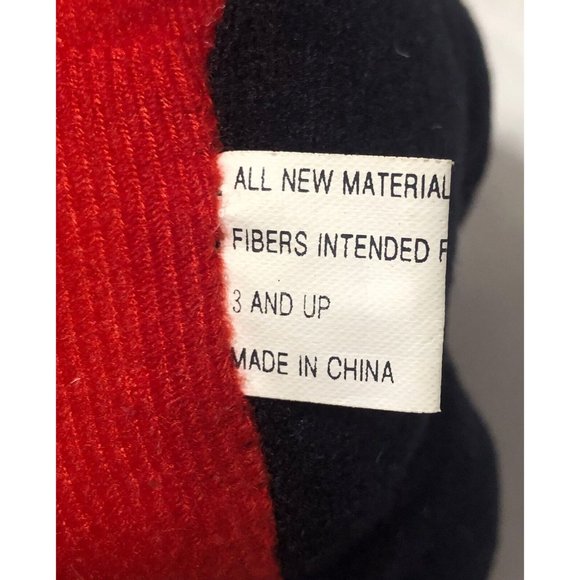 ALL NEW MATERIAL
FIBERS INTENDED F
3 AND UP
MADE IN CHINA